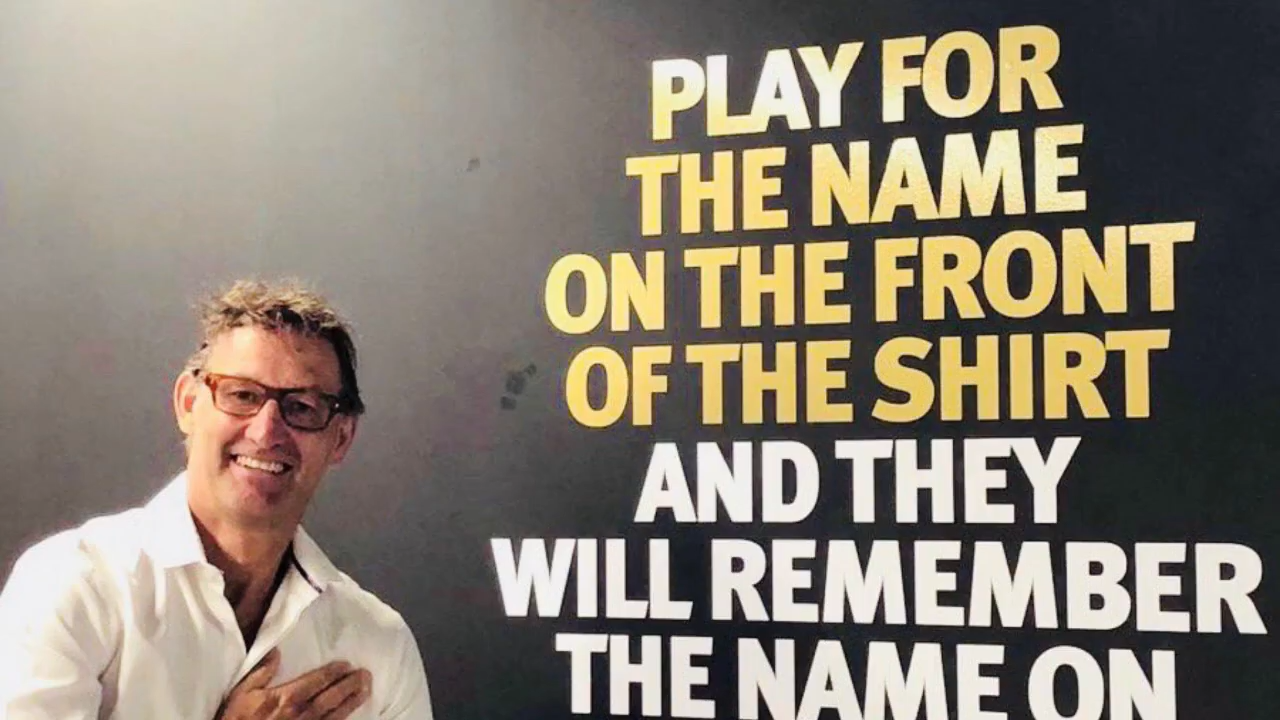 PLAY FOR
THE NAME
ON THE FRONT
OF THE SHIRT
AND THEY
WILL REMEMBER
THE NAME ON